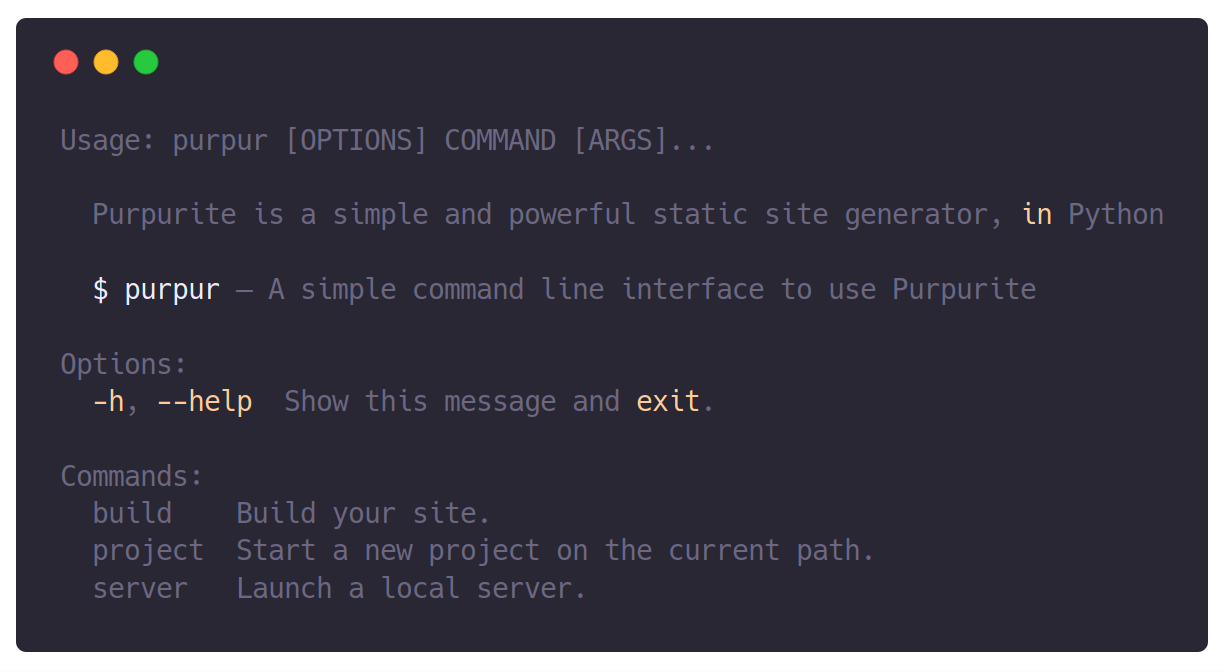 Usage: purpur [OPTIONS] COMMAND [ARGS]...
Purpurite is a simple and powerful static site generator, in Python
$ purpur — A simple command line interface to use Purpurite
Options:
-h, --help  Show this message and exit.
Commands:
build    Build your site.
project  Start a new project on the current path.
server   Launch a local server.